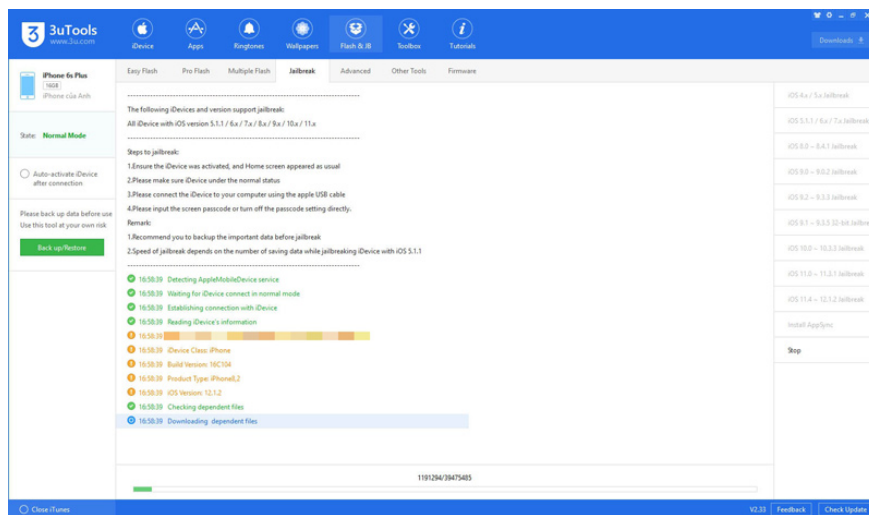 3uTools
www.3u.com
iDevice
Apps
Ringtones
Wallpapers
Flash & JB
Toolbox
Tutorials
Downloads
iPhone 6s Plus
16GB
iPhone của Anh
State: Normal Mode
Auto-activate iDevice
after connection
Please back up data before use
Use this tool at your own risk
Back up/Restore
Close iTunes
Easy Flash
Pro Flash
Multiple Flash
Jailbreak
Advanced
Other Tools
Firmware
The following iDevices and version support jailbreak:
All iDevice with iOS version 5.1.1 / 6.x / 7.x / 8.x / 9.x / 10.x / 11.x
Steps to jailbreak:
1.Ensure the iDevice was activated, and Home screen appeared as usual
2.Please make sure iDevice under the normal status
3.Please connect the iDevice to your computer using the apple USB cable
4.Please input the screen passcode or turn off the passcode setting directly.
Remark:
1.Recommend you to backup the important data before jailbreak
2.Speed of jailbreak depends on the number of saving data while jailbreaking iDevice with iOS 5.1.1
16:58:39 Detecting AppleMobileDevice service
16:58:39 Waiting for iDevice connect in normal mode
16:58:39 Establishing connection with iDevice
16:58:39 Reading iDevice's information
16:58:39
16:58:39 iDevice Class: iPhone
16:58:39 Build Version: 16C104
16:58:39 Product Type: iPhone8,2
16:58:39 iOS Version: 12.1.2
16:58:39 Checking dependent files
16:58:39 Downloading dependent files
1191294/39475485
iOS 6.x / 5.x Jailbreak
iOS 5.1.1 / 6.x / 7.x Jailbreak
iOS 8.0 ~ 8.4.1 Jailbreak
iOS 9.0 ~ 9.0.2 Jailbreak
iOS 9.2 ~ 9.3.3 Jailbreak
iOS 9.1 ~ 9.3.5 32-bit Jailbre
iOS 10.0 ~ 10.3.3 Jailbreak
iOS 11.0 ~ 11.3.1 Jailbreak
iOS 11.4 ~ 12.1.2 Jailbreak
Install AppSync
Stop
V2.33
Feedback
Check Update